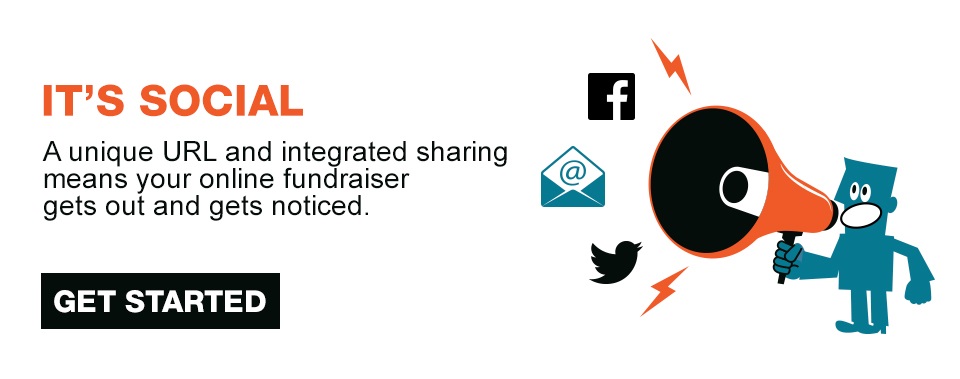 IT’S SOCIAL
A unique URL and integrated sharing
means your online fundraiser
gets out and gets noticed.
GET STARTED
@